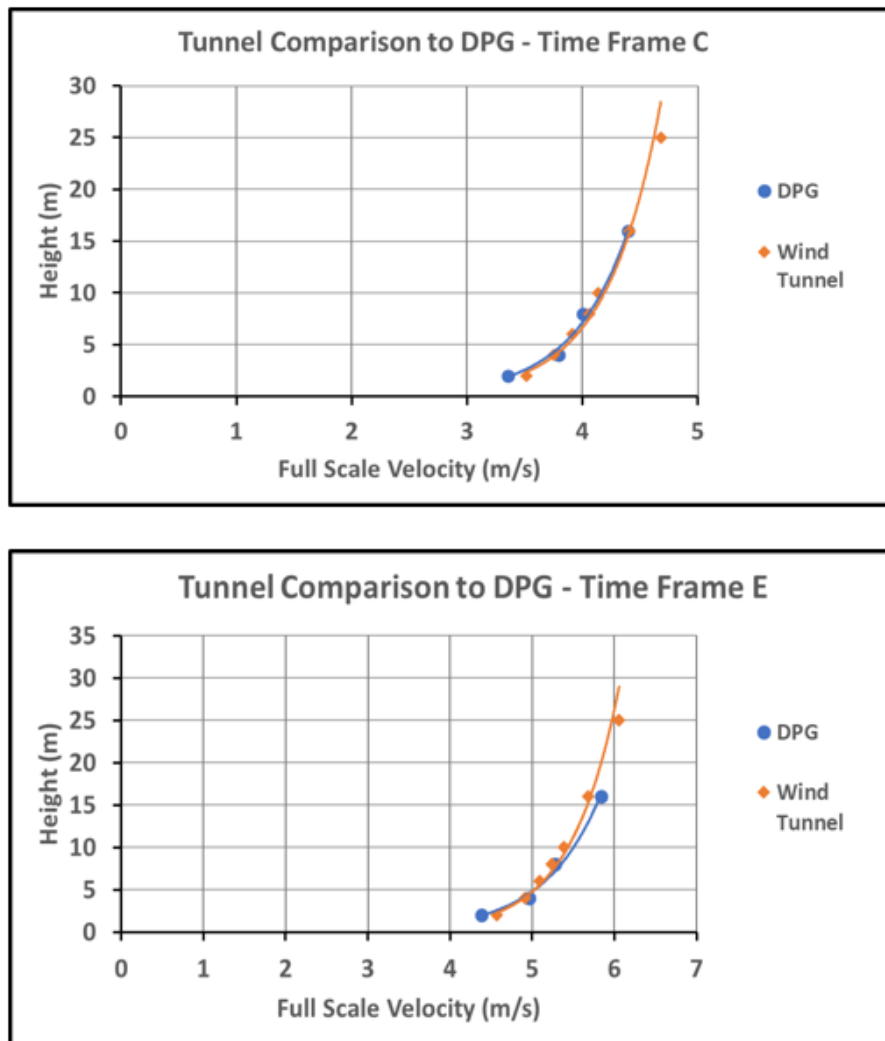 Tunnel Comparison to DPG - Time Frame C
30
25
20
15
10
5
0
Height (m)
0 1 2 3 4 5
Full Scale Velocity (m/s)
DPG
Wind
Tunnel
Tunnel Comparison to DPG - Time Frame E
35
30
25
20
15
10
5
0
Height (m)
0 1 2 3 4 5 6 7
Full Scale Velocity (m/s)
DPG
Wind
Tunnel